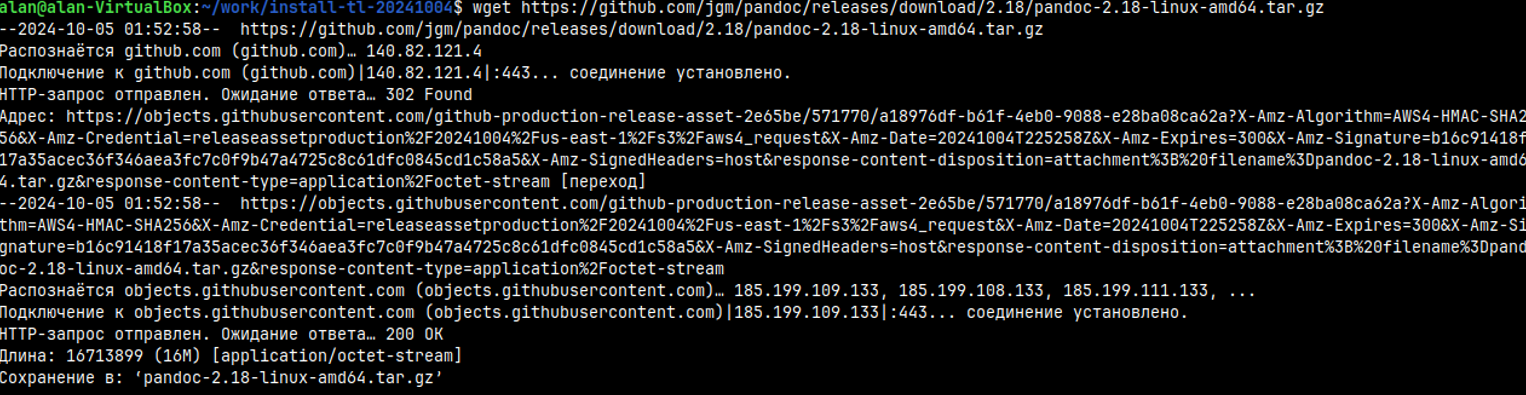 alan@alan-VirtualBox:~/work/install-tl-20241004$ wget https://github.com/jgm/pandoc/releases/download/2.18/pandoc-2.18-linux-amd64.tar.gz
--2024-10-05 01:52:58--  https://github.com/jgm/pandoc/releases/download/2.18/pandoc-2.18-linux-amd64.tar.gz
Распознаётся github.com (github.com)… 140.82.121.4
Подключение к github.com (github.com)|140.82.121.4|:443... соединение установлено.
HTTP-запрос отправлен. Ожидание ответа… 302 Found
Адрес: https://objects.githubusercontent.com/github-production-release-asset-2e65be/571770/a18976df-b61f-4eb0-9088-e28ba08ca62a?X-Amz-Algorithm=AWS4-HMAC-SHA2
56&X-Amz-Credential=releaseassetproduction%2F20241004%2Fus-east-1%2Fs3%2Faws4_request&X-Amz-Date=20241004T225258Z&X-Amz-Expires=300&X-Amz-Signature=b16c91418f
17a35acec36f346aea3fc7c0f9b47a4725c8c61dfc0845cd1c58a5&X-Amz-SignedHeaders=host&response-content-disposition=attachment%3B%20filename%3Dpandoc-2.18-linux-amd6
4.tar.gz&response-content-type=application%2Foctet-stream [переход]
--2024-10-05 01:52:58--  https://objects.githubusercontent.com/github-production-release-asset-2e65be/571770/a18976df-b61f-4eb0-9088-e28ba08ca62a?X-Amz-Algori
thm=AWS4-HMAC-SHA256&X-Amz-Credential=releaseassetproduction%2F20241004%2Fus-east-1%2Fs3%2Faws4_request&X-Amz-Date=20241004T225258Z&X-Amz-Expires=300&X-Amz-Si
gnature=b16c91418f17a35acec36f346aea3fc7c0f9b47a4725c8c61dfc0845cd1c58a5&X-Amz-SignedHeaders=host&response-content-disposition=attachment%3B%20filename%3Dpand
oc-2.18-linux-amd64.tar.gz&response-content-type=application%2Foctet-stream
Распознаётся objects.githubusercontent.com (objects.githubusercontent.com)… 185.199.109.133, 185.199.108.133, 185.199.111.133, ...
Подключение к objects.githubusercontent.com (objects.githubusercontent.com)|185.199.109.133|:443... соединение установлено.
HTTP-запрос отправлен. Ожидание ответа… 200 OK
Длина: 16713899 (16M) [application/octet-stream]
Сохранение в: ‘pandoc-2.18-linux-amd64.tar.gz’